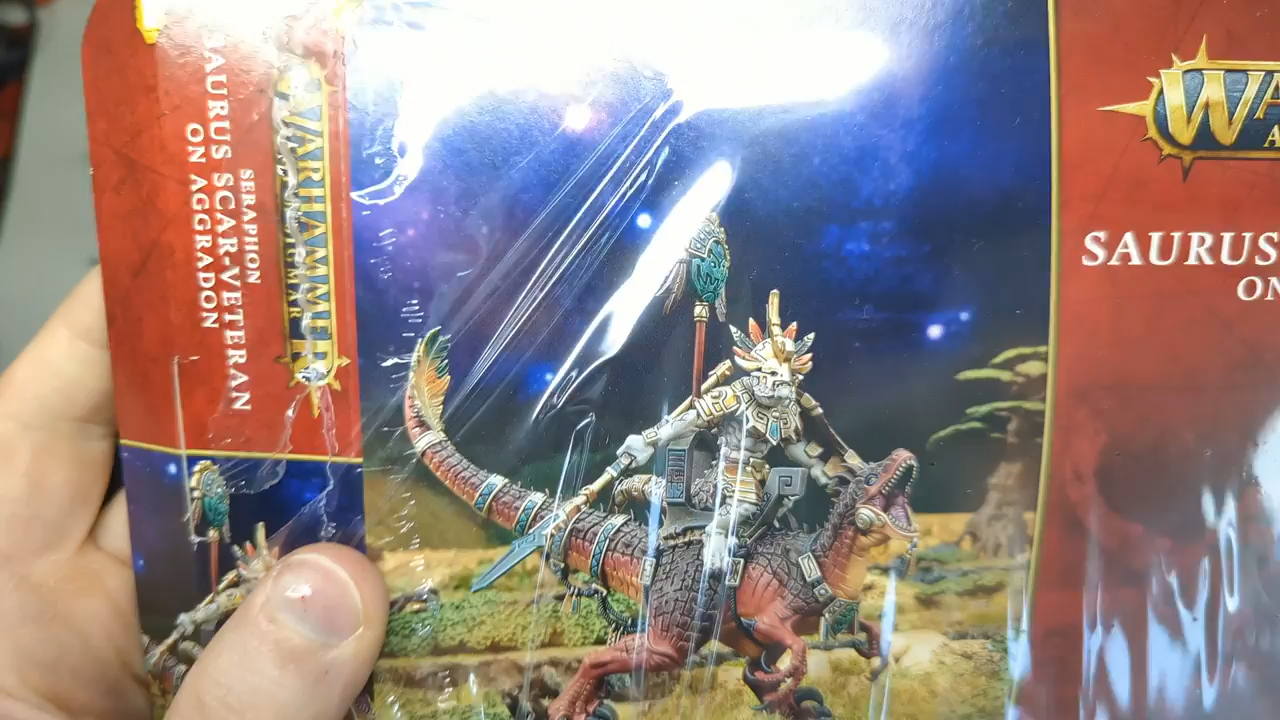 WARHAMMER
SERAPHON
SAURUS SCAR-VETERAN
ON AGGRADON
SAURUS
ON